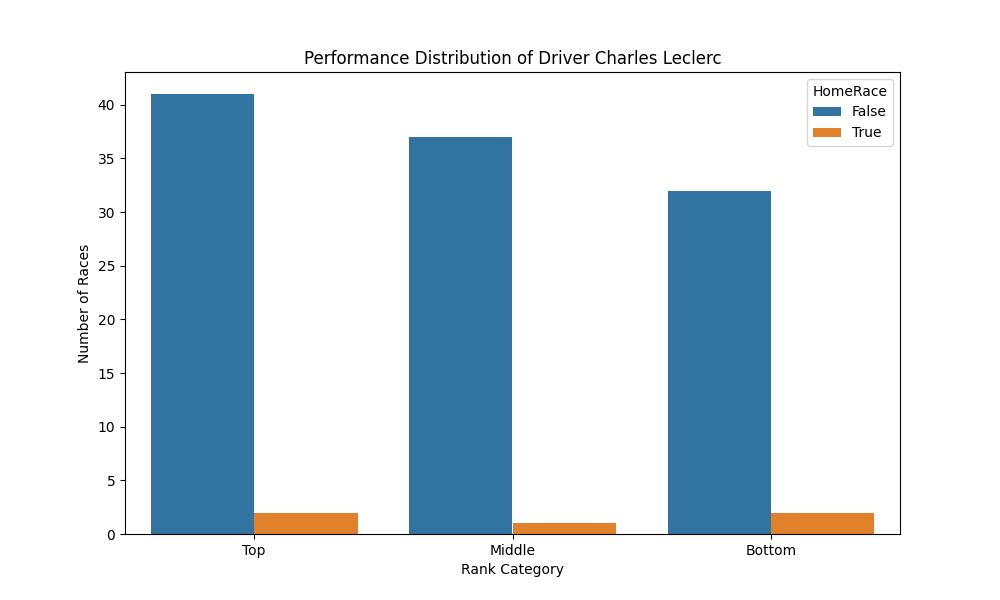 Performance Distribution of Driver Charles Leclerc
HomeRace
False
True
40
35
30
25
20
15
10
5
0
Number of Races
Top
Middle
Bottom
Rank Category